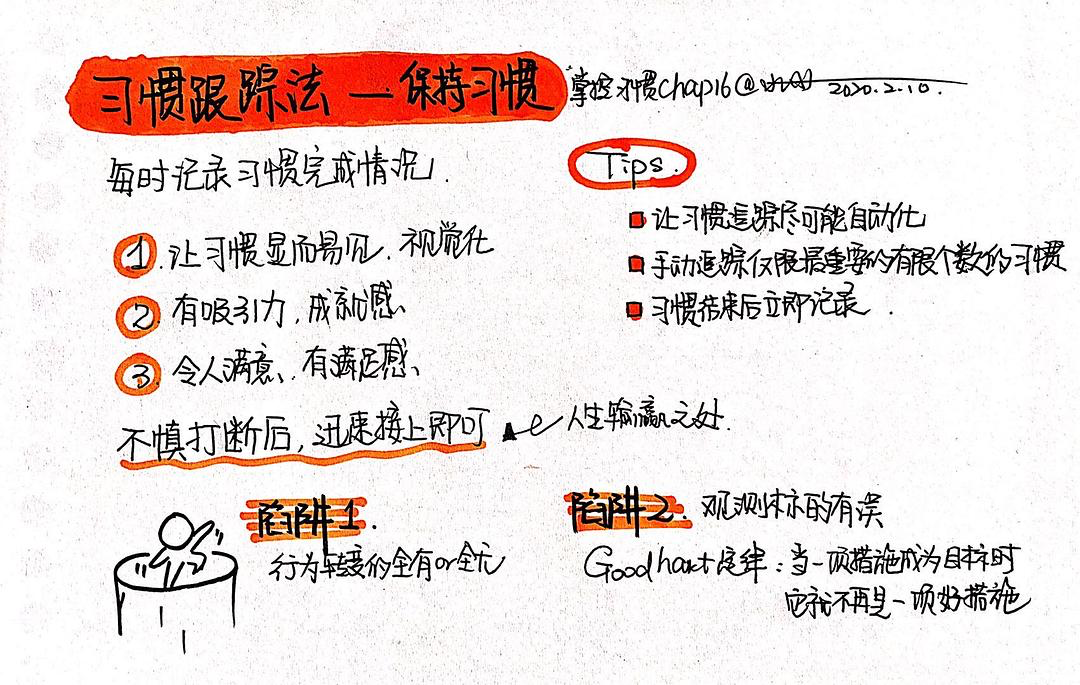 习惯跟踪法 — 保持习惯
掌控习惯Chap16@ 2020.2.10.
每时记录习惯完成情况.
1. 让习惯显而易见、视觉化
2. 有吸引力,成就感
3. 令人满意、有满足感
不慎打断后,迅速接上即可
人生输赢之处.
Tips.
让习惯追踪尽可能自动化
手动追踪仅限最重要的有限个数的习惯
习惯结束后立即记录.
陷阱1.
行为转变的全有or全无
陷阱2. 观测标的有误
Goodhart定律:当一项措施成为目标时
它就不再是一项好措施